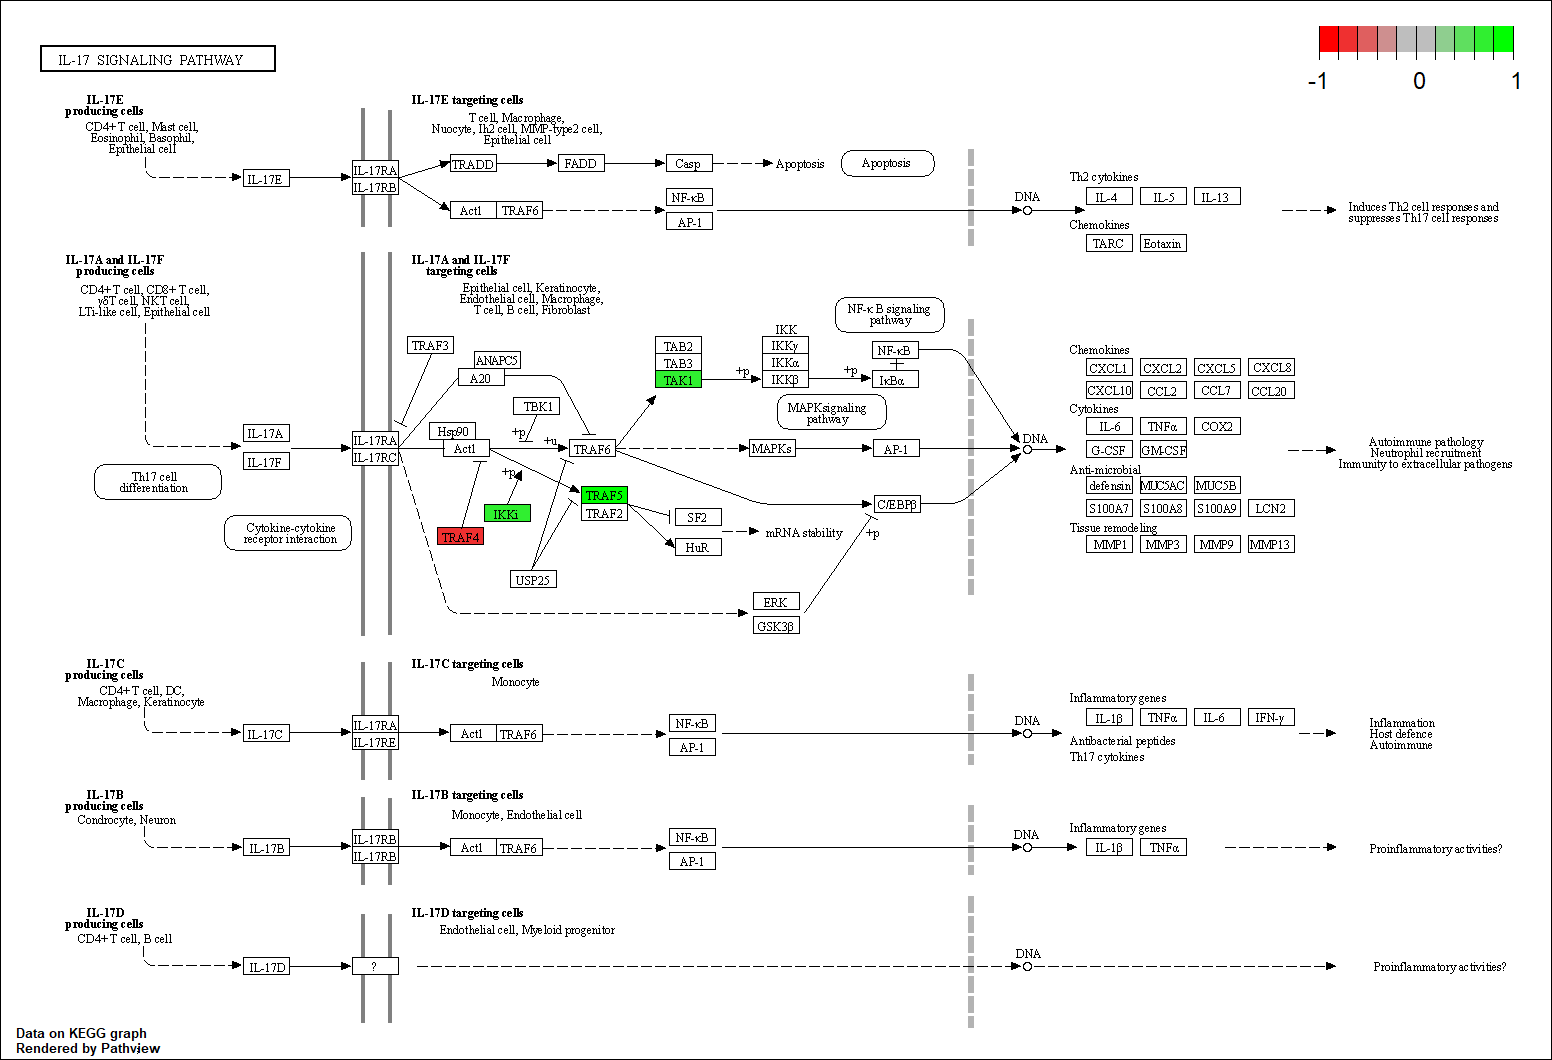 IL-17 SIGNALING PATHWAY
-1
0
1
IL-17E
producing cells
CD4+ T cell, Mast cell,
Eosinophil, Basophil,
Epithelial cell
IL-17E
IL-17RA
IL-17RB
IL-17E targeting cells
T cell, Macrophage,
Nuocyte, Ih2 cell, MMP-type2 cell,
Epithelial cell
TRADD
FADD
Casp
Apoptosis
Apoptosis
Act1
TRAF6
NF-κB
AP-1
DNA
Th2 cytokines
IL-4
IL-5
IL-13
Chemokines
TARC
Eotaxin
Induces Th2 cell responses and
suppresses Th17 cell responses
IL-17A and IL-17F
producing cells
CD4+ T cell, CD8+ T cell,
γδT cell, NKT cell,
LTi-like cell, Epithelial cell
IL-17A
IL-17F
Th17 cell
differentiation
Cytokine-cytokine
receptor interaction
IL-17RA
IL-17RC
IL-17A and IL-17F
targeting cells
Epithelial cell, Keratinocyte,
Endothelial cell, Macrophage,
T cell, B cell, Fibroblast
TRAF3
ANAPC5
A20
TBK1
Hsp90
Act1
+p
+u
TRAF6
+p
IKKi
TRAF4
TRAF5
TRAF2
USP25
SF2
HuR
mRNA stability
TAB2
TAB3
TAK1
+p
IKK
IKKγ
IKKα
IKKβ
+p
NF-κB
IκBα
NF-κ B signaling
pathway
MAPK signaling
pathway
MAPKs
AP-1
C/EBPβ
+p
ERK
GSK3β
DNA
Chemokines
CXCL1
CXCL2
CXCL5
CXCL8
CXCL10
CCL2
CCL7
CCL20
Cytokines
IL-6
TNFα
COX2
G-CSF
GM-CSF
Anti-microbial
defensin
MUC5AC
MUC5B
S100A7
S100A8
S100A9
LCN2
Tissue remodeling
MMP1
MMP3
MMP9
MMP13
Autoimmune pathology
Neutrophil recruitment
Immunity to extracellular pathogens
IL-17C
producing cells
CD4+ T cell, DC,
Macrophage, Keratinocyte
IL-17C
IL-17RA
IL-17RE
IL-17C targeting cells
Monocyte
Act1
TRAF6
NF-κB
AP-1
DNA
Inflammatory genes
IL-1β
TNFα
IL-6
IFN-γ
Antibacterial peptides
Th17 cytokines
Inflammation
Host defence
Autoimmune
IL-17B
producing cells
Condrocyte, Neuron
IL-17B
IL-17RB
IL-17RB
IL-17B targeting cells
Monocyte, Endothelial cell
Act1
TRAF6
NF-κB
AP-1
DNA
Inflammatory genes
IL-1β
TNFα
Proinflammatory activities?
IL-17D
producing cells
CD4+ T cell, B cell
IL-17D
?
IL-17D targeting cells
Endothelial cell, Myeloid progenitor
DNA
Proinflammatory activities?
Data on KEGG graph
Rendered by Pathview